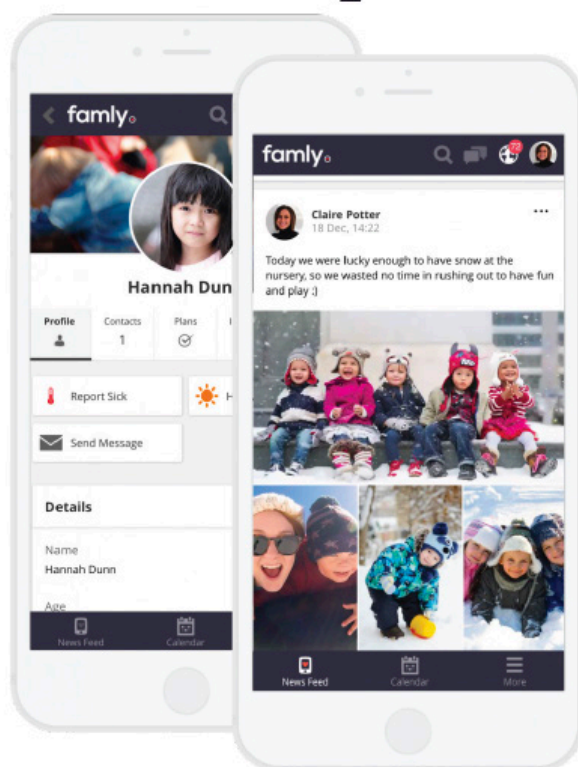 famly
Hannah Dun
Profile
Contacts
Plans
1
Report Sick
H
Send Message
Details
Name
Hannah Dunn
Age
News Feed
Calendar
famly
72
Claire Potter
18 Dec, 14:22
Today we were lucky enough to have snow at the
nursery, so we wasted no time in rushing out to have fun
and play :)
News Feed
Calendar
More